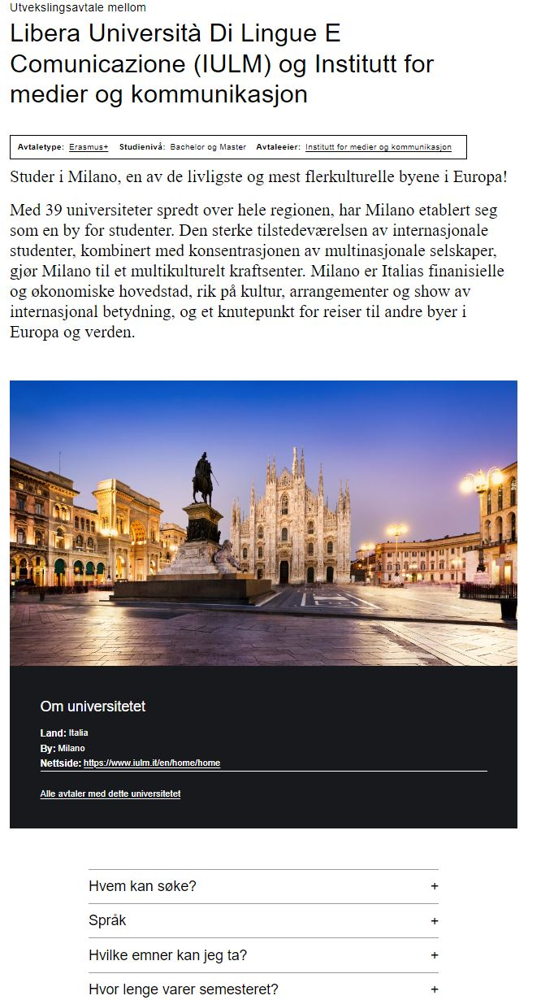 Utvekslingsavtale mellom
Libera Università Di Lingue E
Comunicazione (IULM) og Institutt for
medier og kommunikasjon
Avtaletype: Erasmus+ Studienivå: Bachelor og Master Avtaleeier: Institutt for medier og kommunikasjon
Studer i Milano, en av de livligste og mest flerkulturelle byene i Europa!
Med 39 universiteter spredt over hele regionen, har Milano etablert seg
som en by for studenter. Den sterke tilstedeværelsen av internasjonale
studenter, kombinert med konsentrasjonen av multinasjonale selskaper,
gjør Milano til et multikulturelt kraftsenter. Milano er Italias finanisielle
og økonomiske hovedstad, rik på kultur, arrangementer og show av
internasjonal betydning, og et knutepunkt for reiser til andre byer i
Europa og verden.
Om universitetet
Land: Italia
By: Milano
Nettside: https://www.iulm.it/en/home/home
Alle avtaler med dette universitetet
Hvem kan søke? +
Språk +
Hvilke emner kan jeg ta? +
Hvor lenge varer semesteret? +